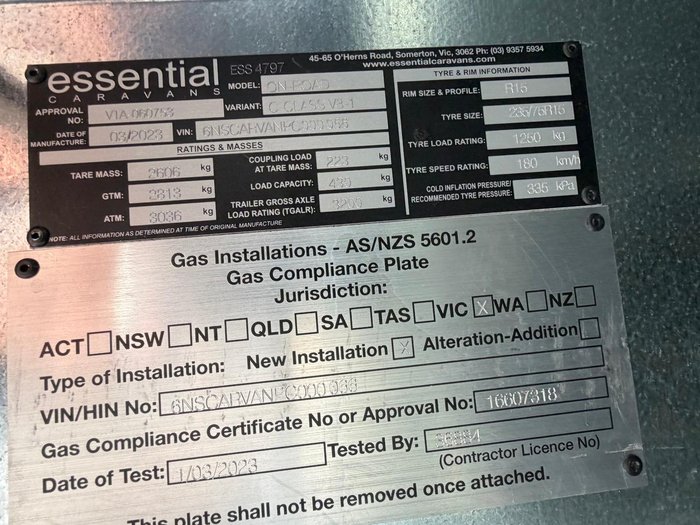 essential
CARAVANS
ESS 4797
45-65 O'Herns Road, Somerton, Vic, 3062 Ph: (03) 9357 5934
www.essentialcaravans.com
APPROVAL NO: V1A 060753
MODEL: ON-ROAD
VARIANT: C CLASS VB-1
DATE OF MANUFACTURE: 03/2023 VIN:
RATINGS & MASSES
TARE MASS: 2606 kg
COUPLING LOAD AT TARE MASS: 223 kg
GTM: 2813 kg
LOAD CAPACITY: kg
ATM: 3036 kg
TRAILER GROSS AXLE LOAD RATING (TGALR): 3200 kg
NOTE: ALL INFORMATION AS DETERMINED AT TIME OF ORIGINAL MANUFACTURE
TYRE & RIM INFORMATION
RIM SIZE & PROFILE: R15
TYRE SIZE: 235/75R15
TYRE LOAD RATING: 1250 kg
TYRE SPEED RATING: 180 km/h
COLD INFLATION PRESSURE/
RECOMMENDED TYRE PRESSURE: 335 kPa
Gas Installations - AS/NZS 5601.2
Gas Compliance Plate
Jurisdiction:
ACT NSW NT QLD SA TAS VIC X WA NZ
Type of Installation: New Installation X Alteration-Addition
VIN/HIN No:
Gas Compliance Certificate No or Approval No: 16607318
Date of Test: 1/03/2023 Tested By:
(Contractor Licence No)
This plate shall not be removed once attached.